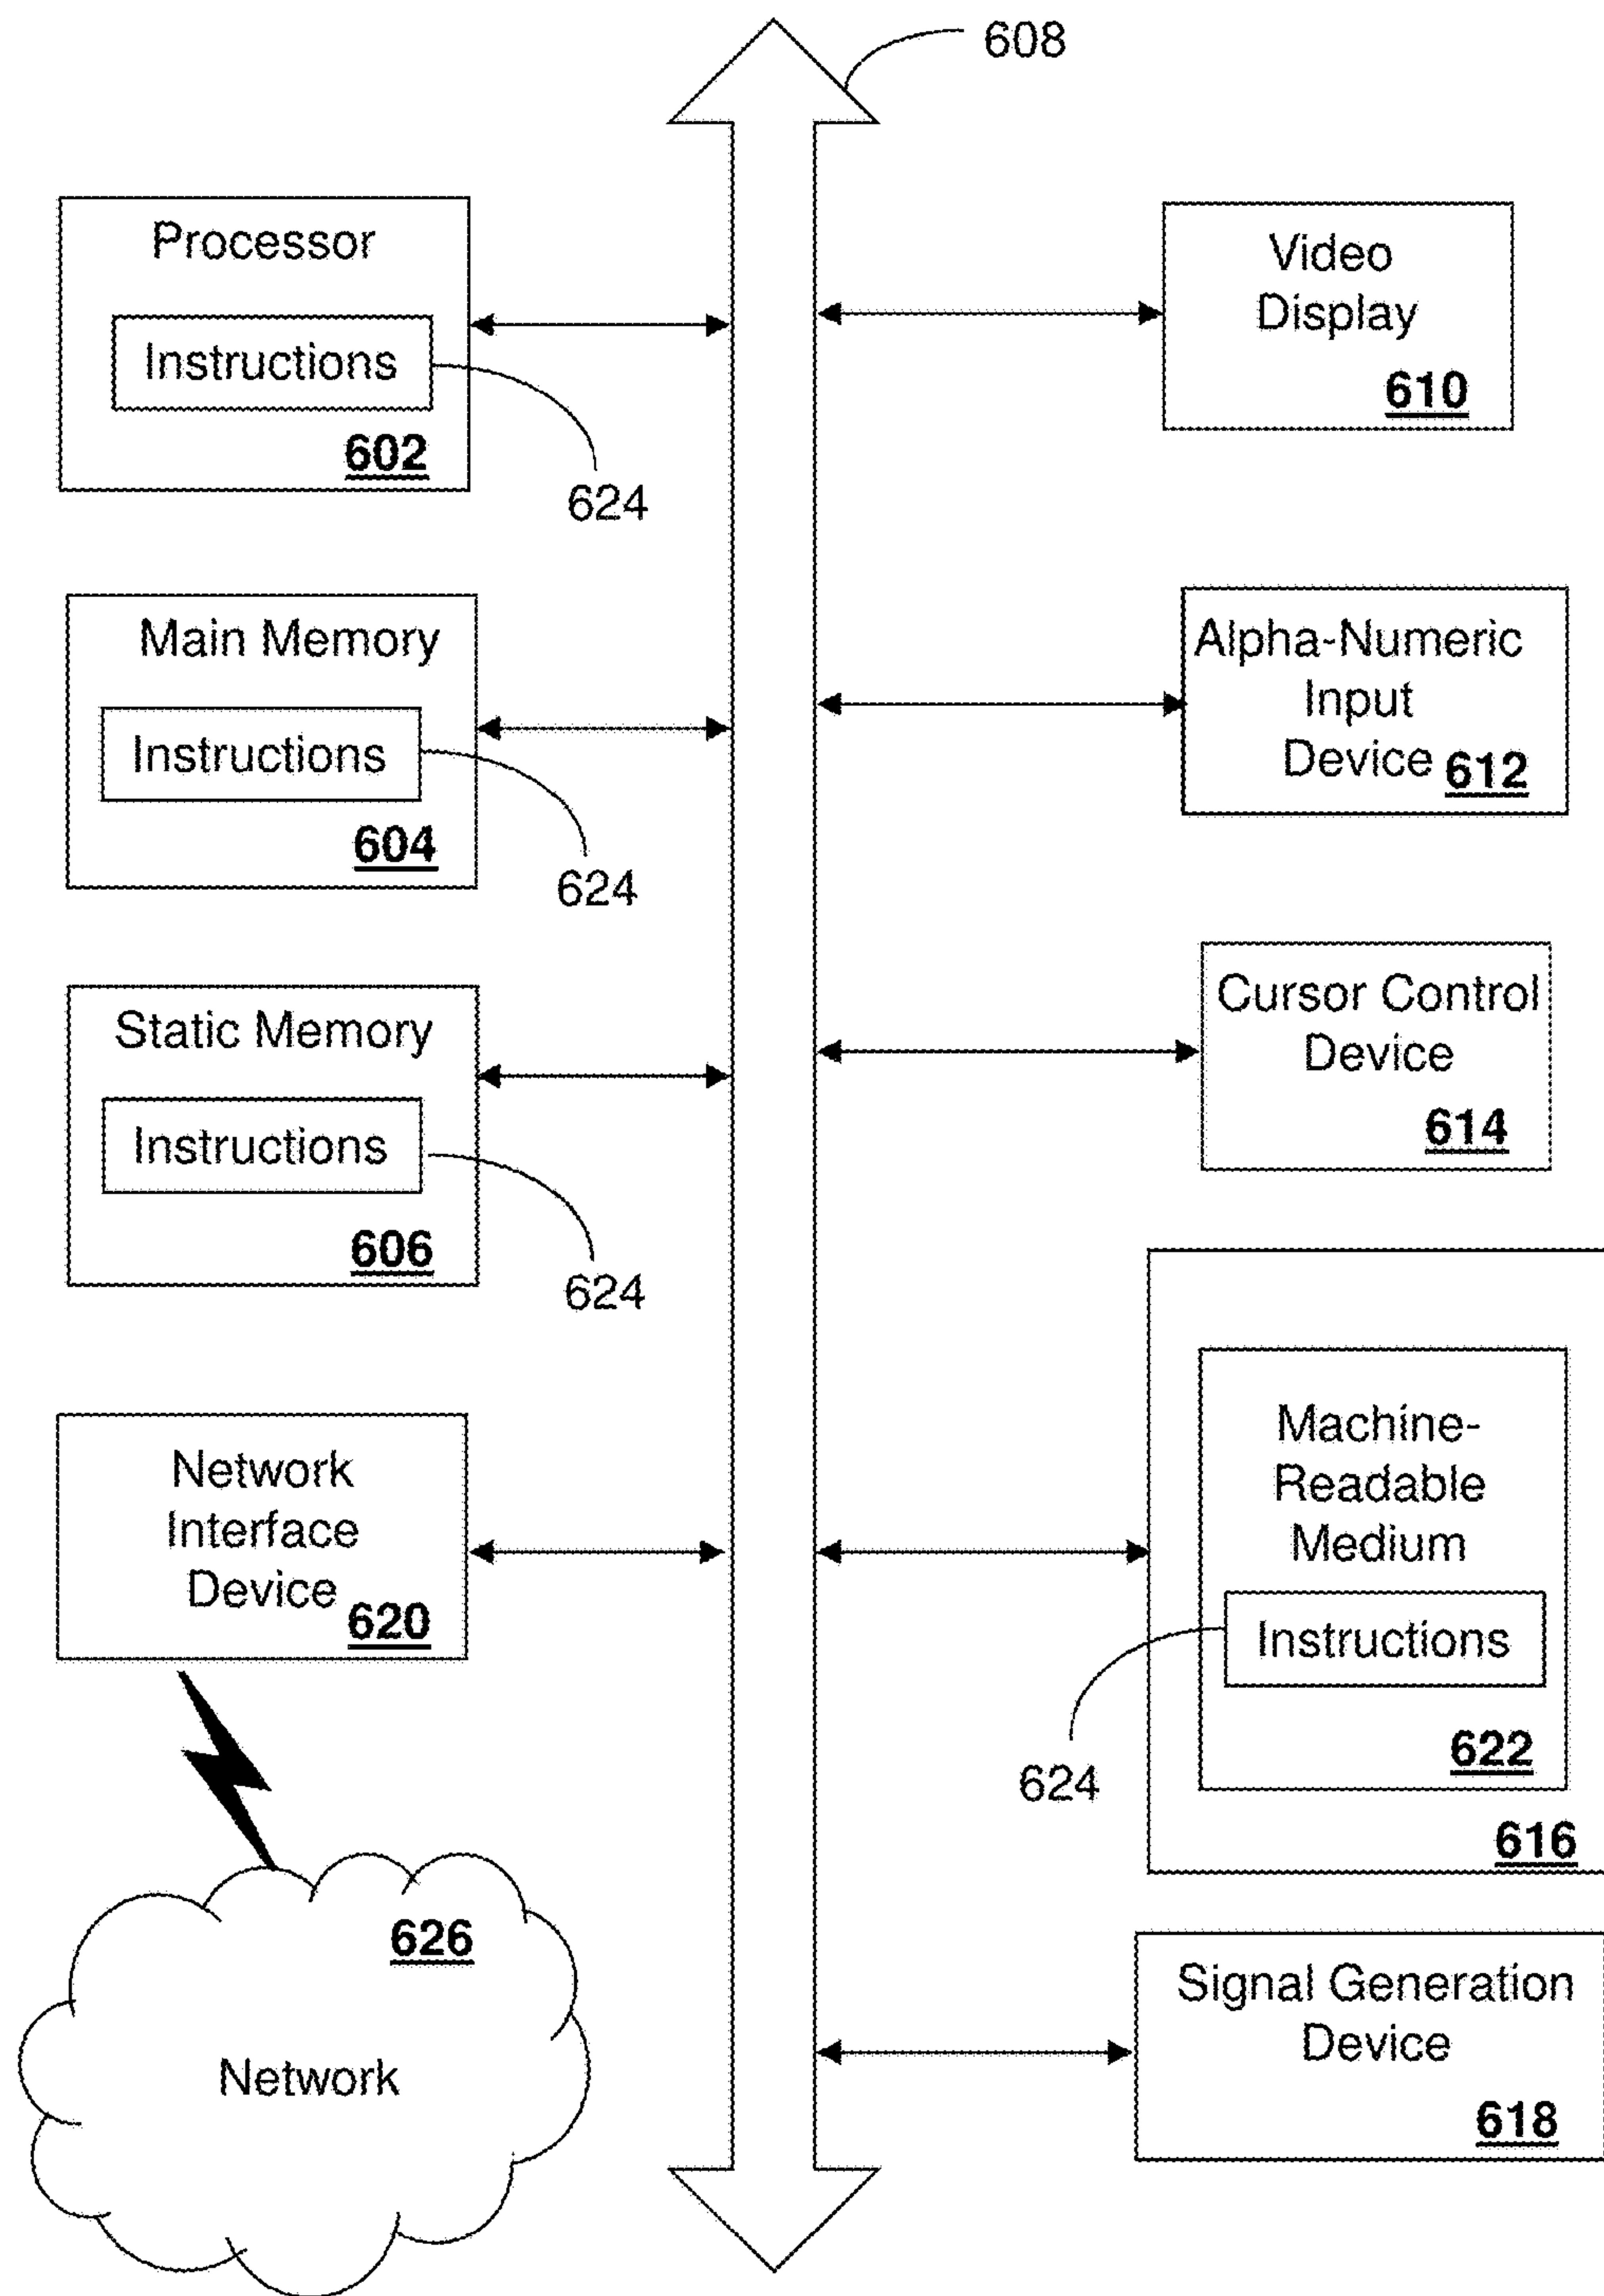 608
Processor
Instructions
602
624
Main Memory
Instructions
604
624
Static Memory
Instructions
606
624
Network
Interface
Device
620
626
Network
Video
Display
610
Alpha-Numeric
Input
Device
612
Cursor Control
Device
614
Machine-
Readable
Medium
Instructions
622
624
616
Signal Generation
Device
618